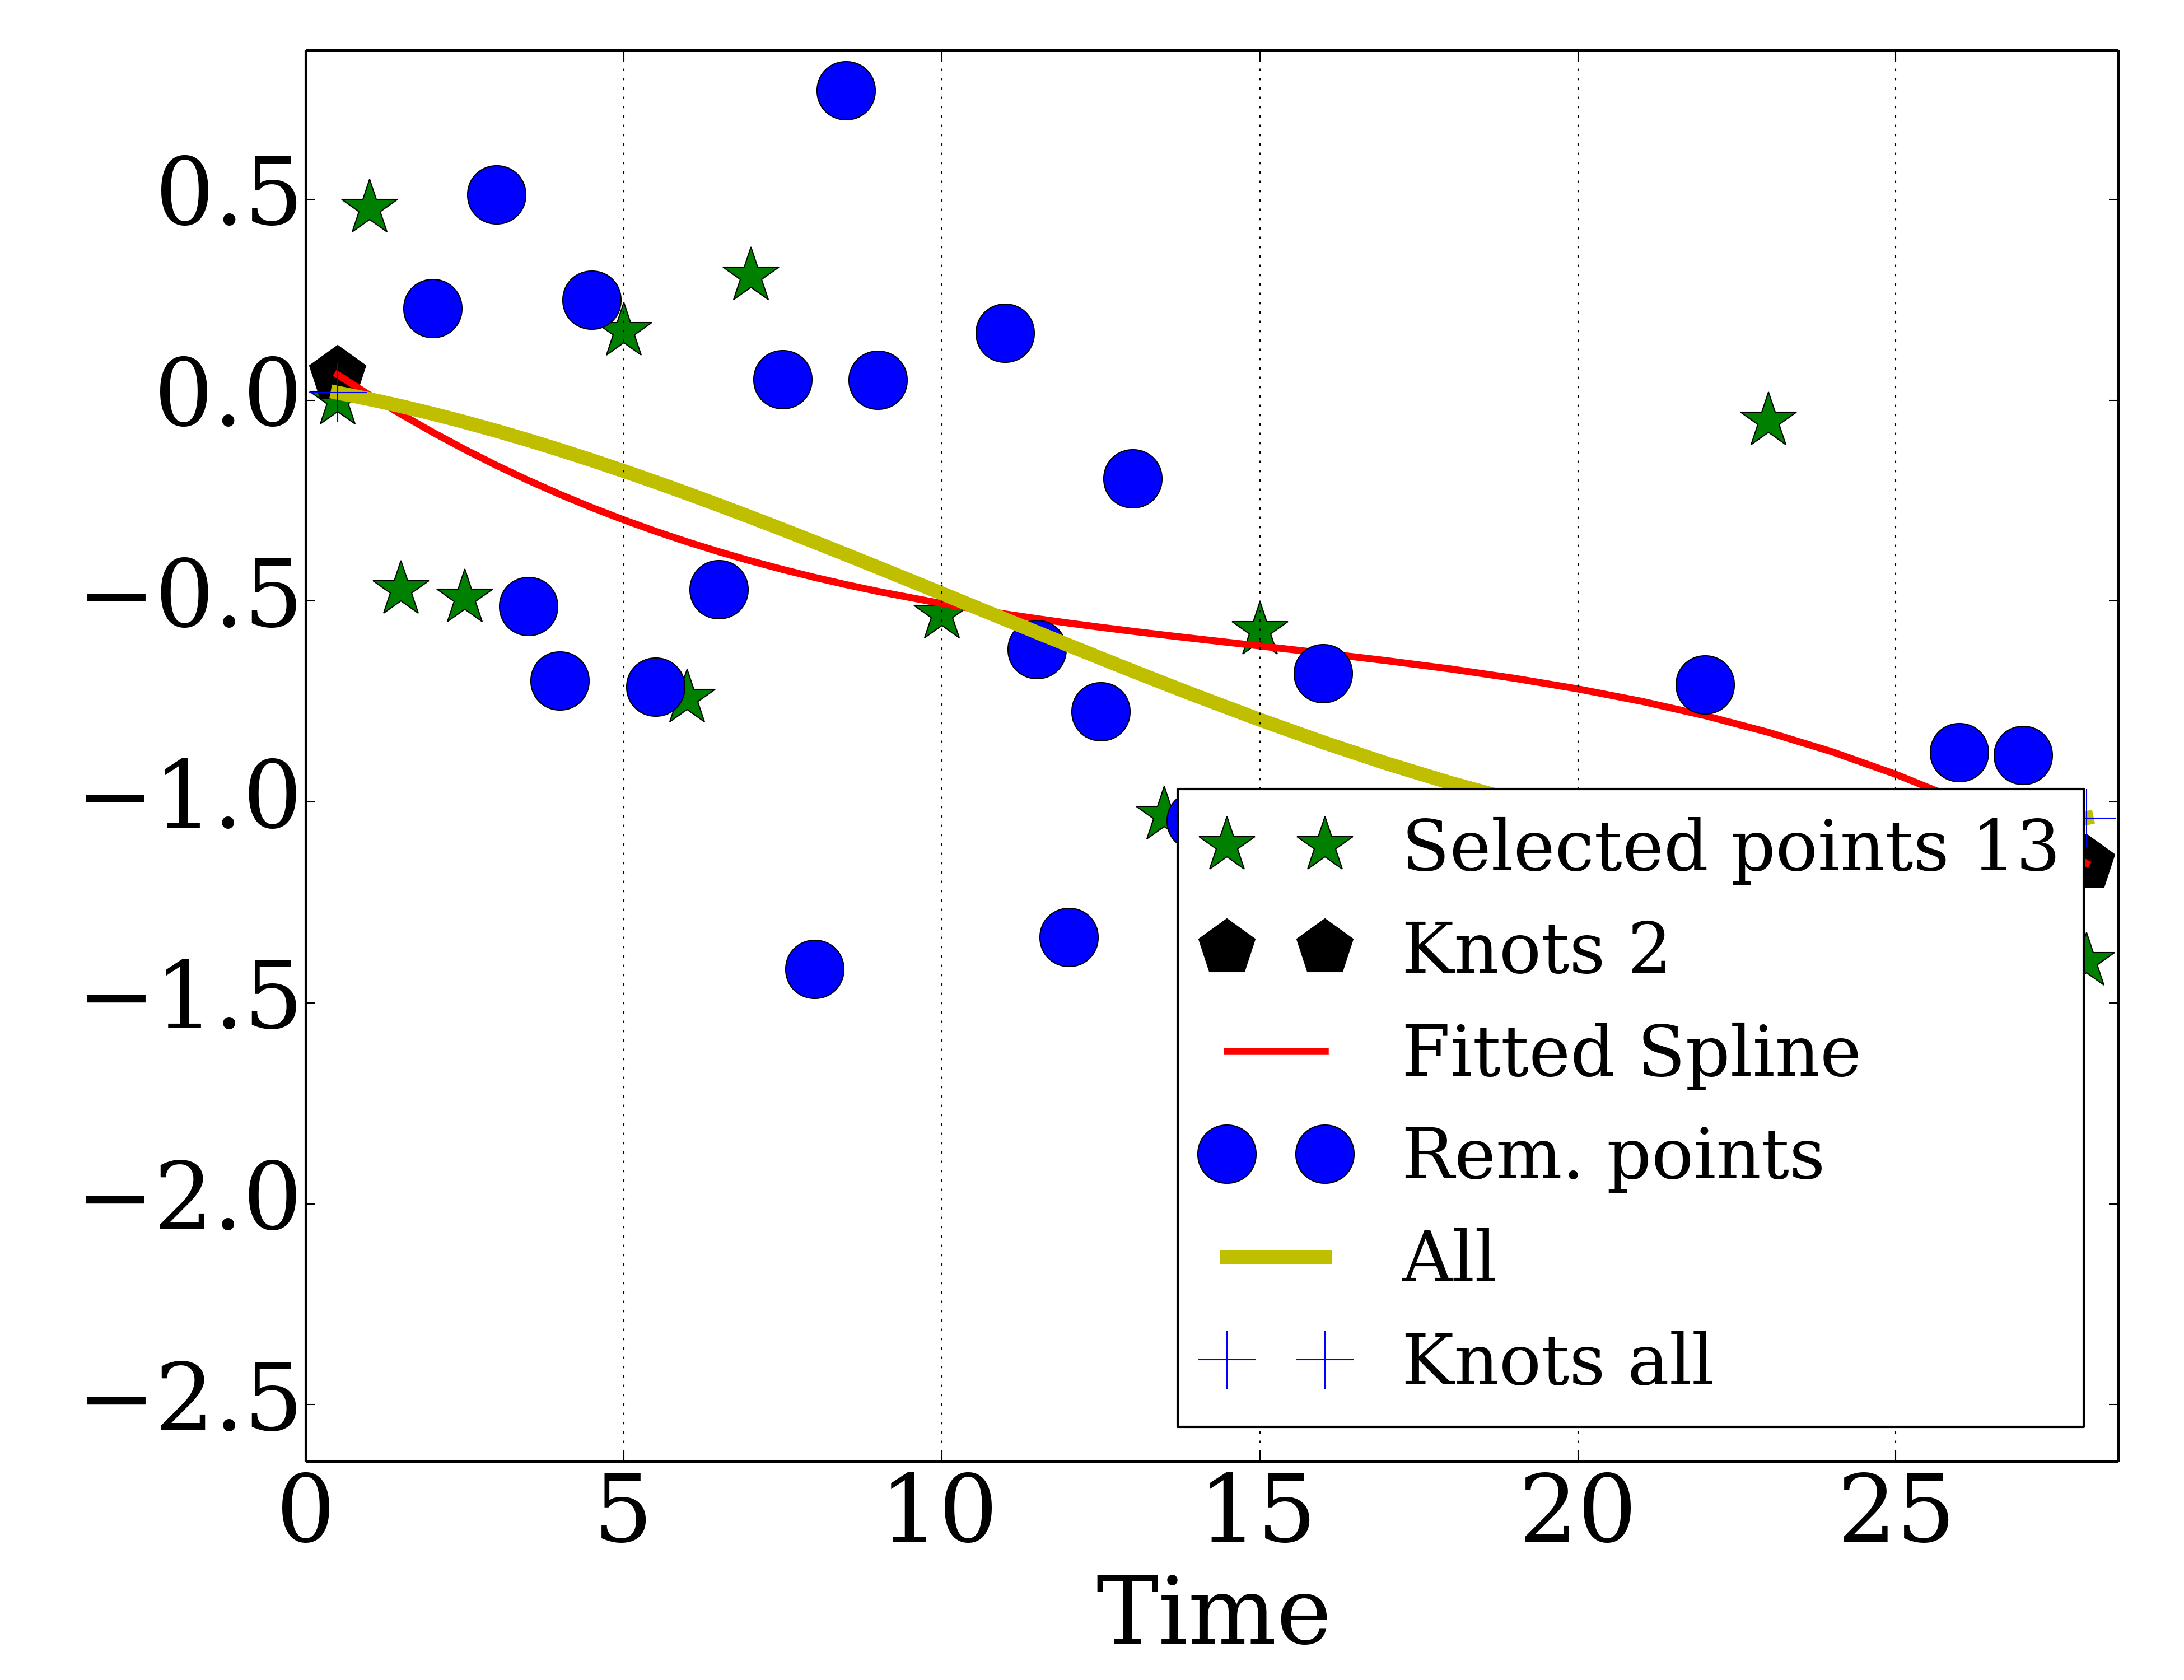 0.5
0.0
−0.5
−1.0
−1.5
−2.0
−2.5
Selected points 13
Knots 2
Fitted Spline
Rem. points
All
Knots all
0 5 10 15 20 25
Time